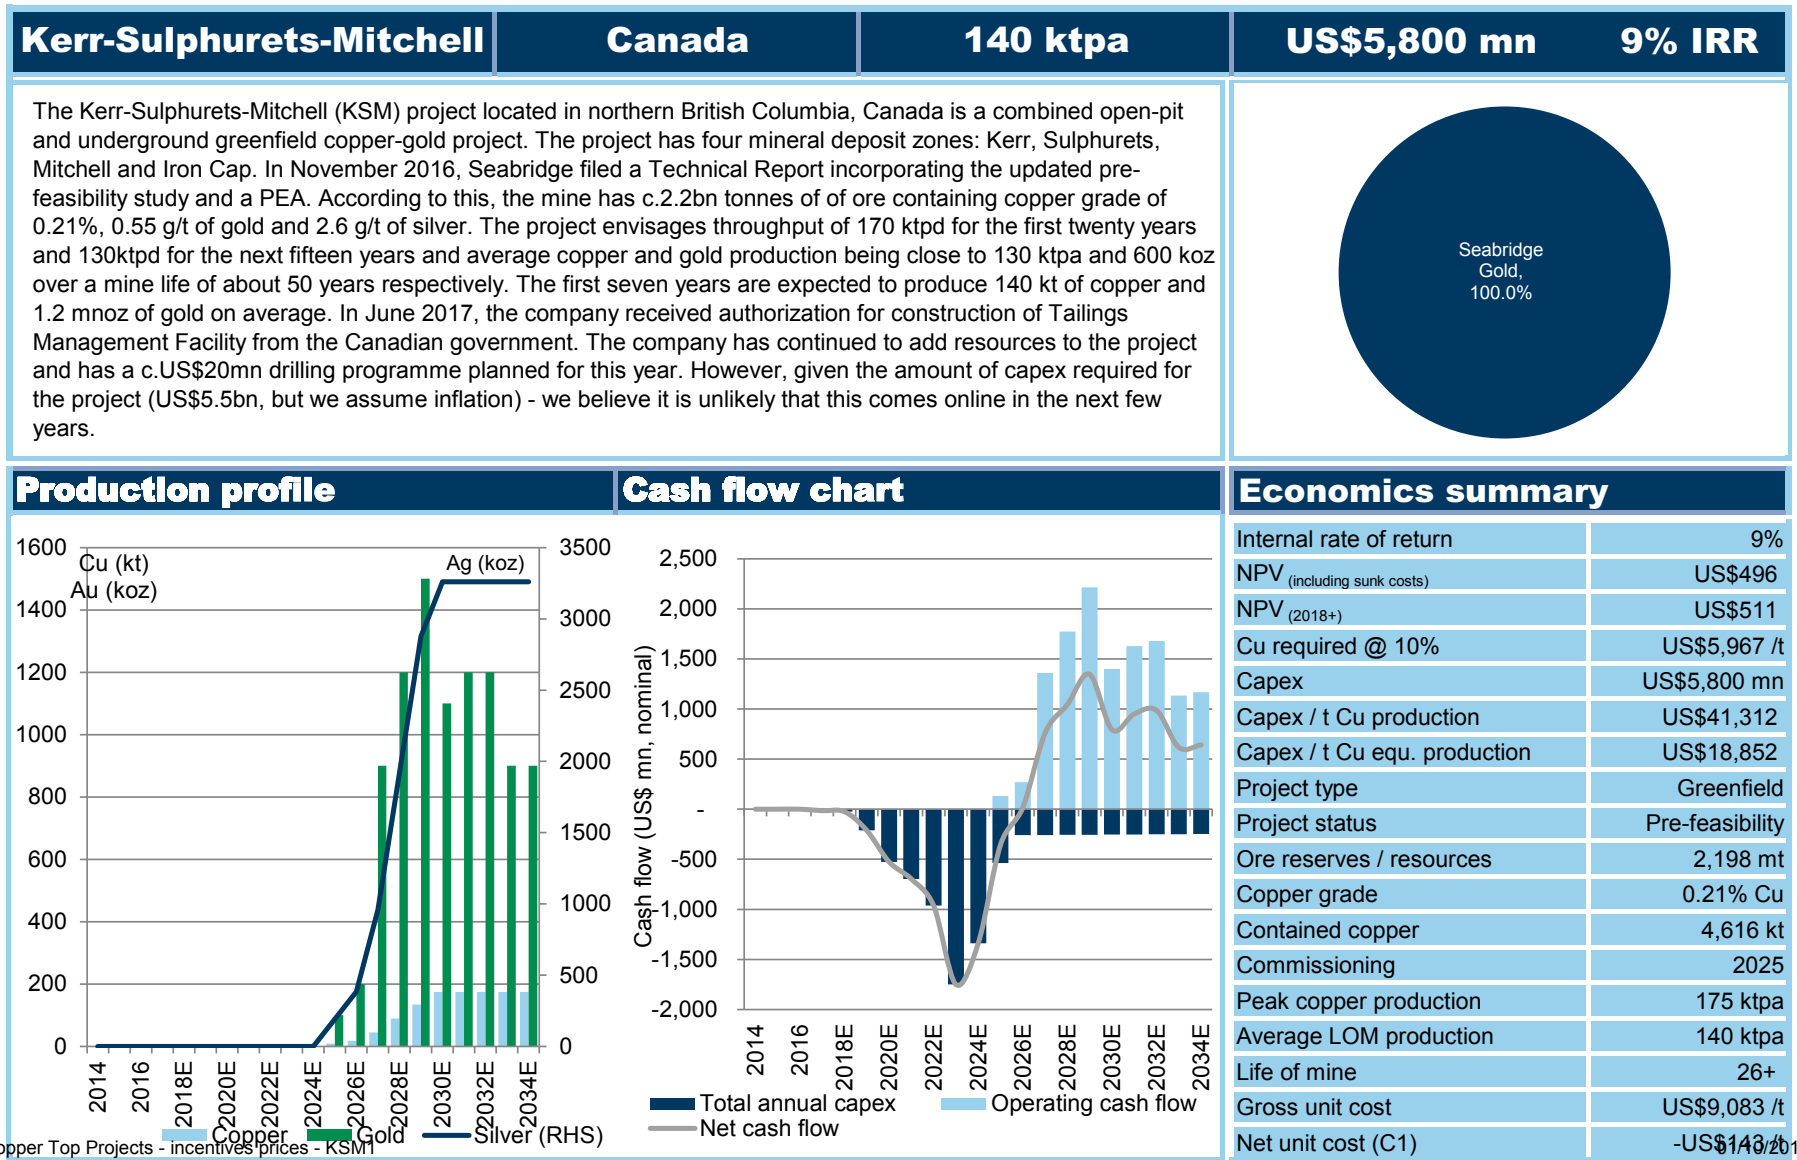 Kerr-Sulphurets-Mitchell
Canada
140 ktpa
US$5,800 mn
9% IRR
The Kerr-Sulphurets-Mitchell (KSM) project located in northern British Columbia, Canada is a combined open-pit
and underground greenfield copper-gold project. The project has four mineral deposit zones: Kerr, Sulphurets,
Mitchell and Iron Cap. In November 2016, Seabridge filed a Technical Report incorporating the updated pre-
feasibility study and a PEA. According to this, the mine has c.2.2bn tonnes of of ore containing copper grade of
0.21%, 0.55 g/t of gold and 2.6 g/t of silver. The project envisages throughput of 170 ktpd for the first twenty years
and 130ktpd for the next fifteen years and average copper and gold production being close to 130 ktpa and 600 koz
over a mine life of about 50 years respectively. The first seven years are expected to produce 140 kt of copper and
1.2 mnoz of gold on average. In June 2017, the company received authorization for construction of Tailings
Management Facility from the Canadian government. The company has continued to add resources to the project
and has a c.US$20mn drilling programme planned for this year. However, given the amount of capex required for
the project (US$5.5bn, but we assume inflation) - we believe it is unlikely that this comes online in the next few
years.
Seabridge
Gold,
100.0%
Production profile
1600
1400
1200
1000
800
600
400
200
0
Cu (kt)
Au (koz)
Ag (koz)
3500
3000
2500
2000
1500
1000
500
0
2014
2016
2018E
2020E
2022E
2024E
2026E
2028E
2030E
2032E
2034E
Copper
Gold
Silver (RHS)
Cash flow chart
Cash flow (US$ mn, nominal)
2,500
2,000
1,500
1,000
500
-
-500
-1,000
-1,500
-2,000
2014
2016
2018E
2020E
2022E
2024E
2026E
2028E
2030E
2032E
2034E
Total annual capex
Operating cash flow
Net cash flow
Economics summary
Internal rate of return 9%
NPV (including sunk costs) US$496
NPV (2018+) US$511
Cu required @ 10% US$5,967 /t
Capex US$5,800 mn
Capex / t Cu production US$41,312
Capex / t Cu equ. production US$18,852
Project type Greenfield
Project status Pre-feasibility
Ore reserves / resources 2,198 mt
Copper grade 0.21% Cu
Contained copper 4,616 kt
Commissioning 2025
Peak copper production 175 ktpa
Average LOM production 140 ktpa
Life of mine 26+
Gross unit cost US$9,083 /t
Net unit cost (C1) -US$143 /t
opper Top Projects - incentives prices - KSM1
01/10/201